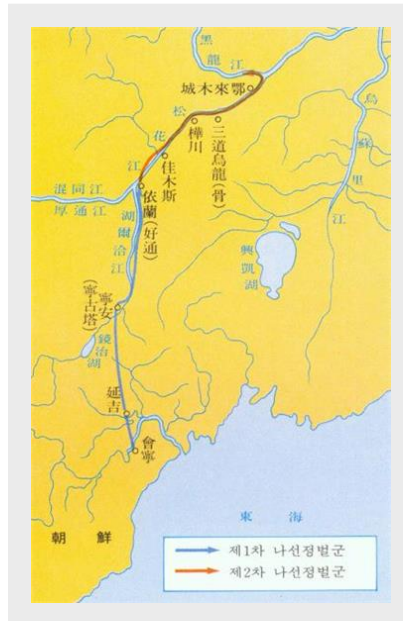 黑
龍
江
鄂來木城
烏
蘇
里
江
松
花
江
樺川
三道烏龍(骨)
佳木斯
混同江
厚通江
依蘭(好通)
湖
爾
洽
江
興
凱
湖
寧安
(寧古塔)
鏡
治
湖
延吉
會寧
東 海
朝 鮮
제1차 나선정벌군
제2차 나선정벌군